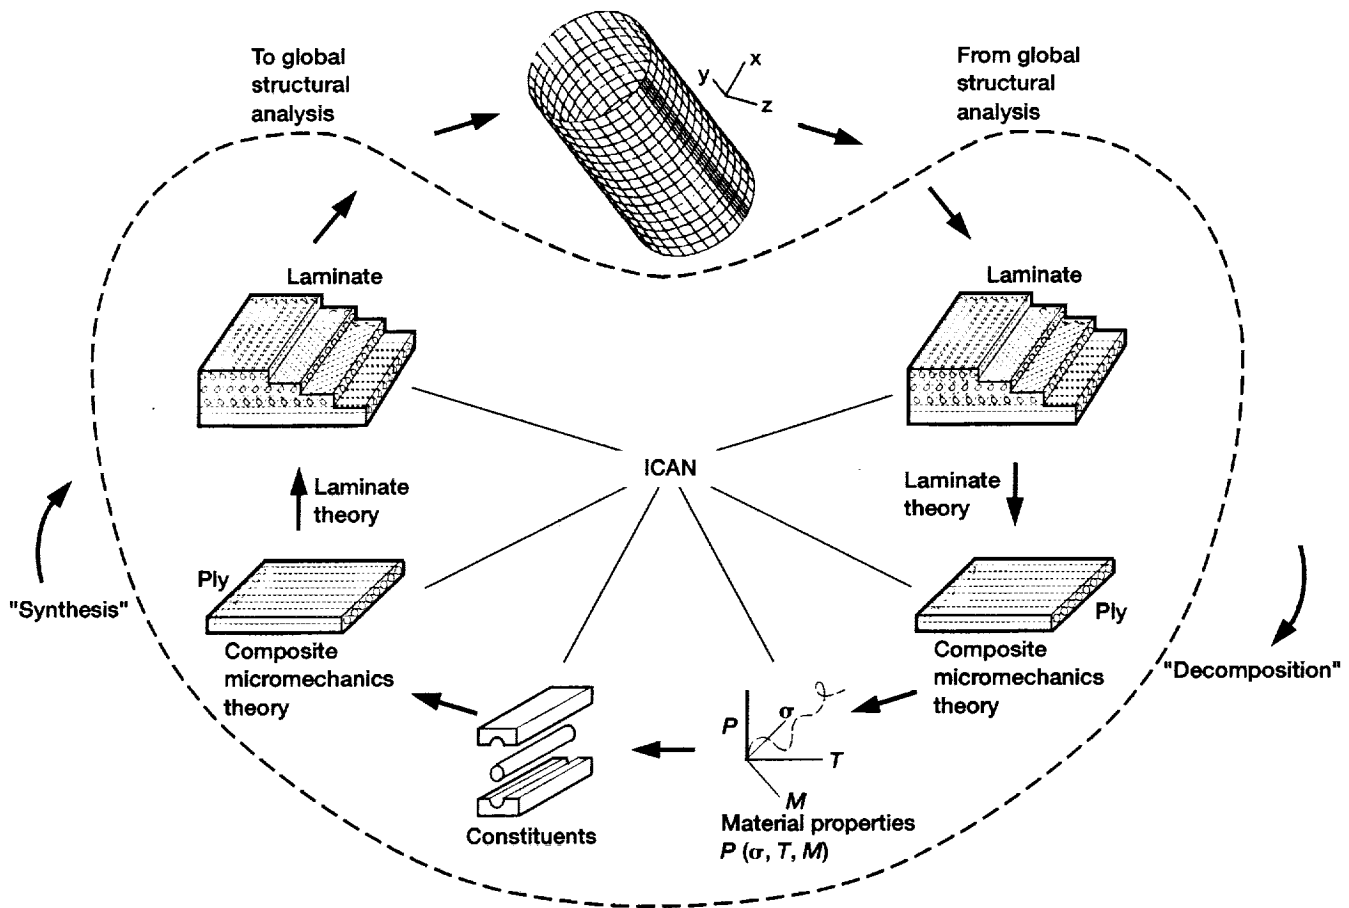 To global
structural
analysis
From global
structural
analysis
x
y
z
Laminate
Laminate
ICAN
Laminate
theory
Laminate
theory
Ply
Ply
"Synthesis"
"Decomposition"
Composite
micromechanics
theory
Composite
micromechanics
theory
P
σ
T
M
Constituents
Material properties
P (σ, T, M)